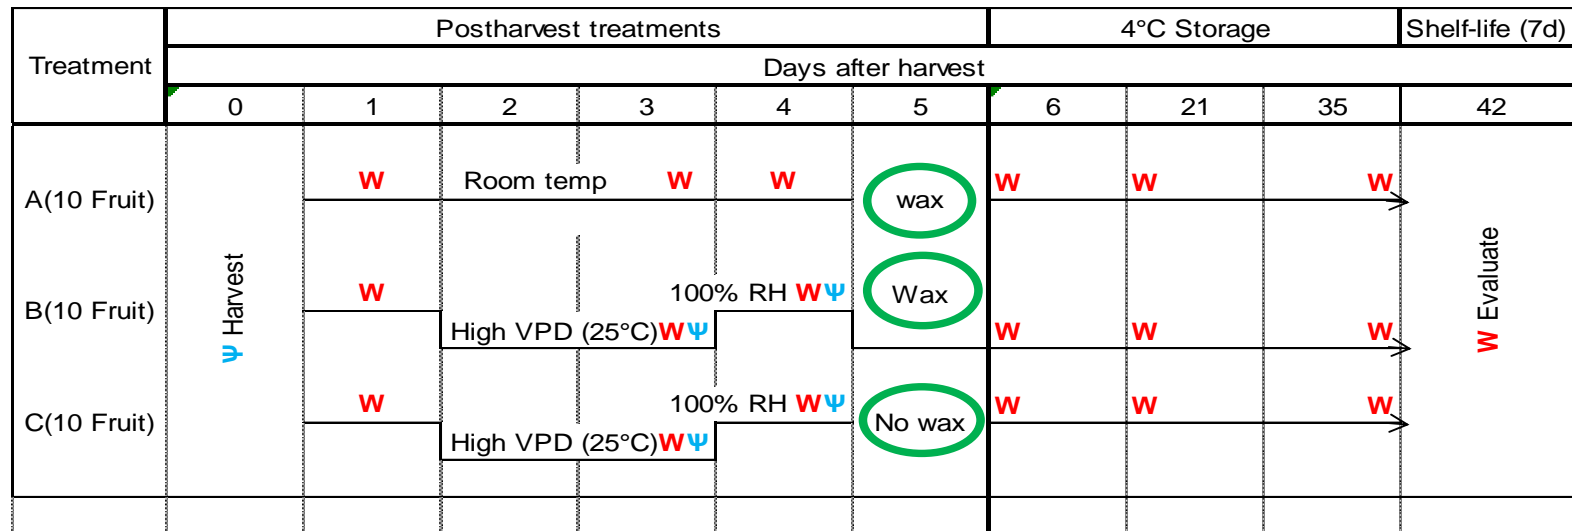 Treatment
Postharvest treatments
4°C Storage
Shelf-life (7d)
Days after harvest
0 1 2 3 4 5 6 21 35 42
A(10 Fruit)
W Room temp W W wax W W W
Ψ Harvest
W Evaluate
B(10 Fruit)
W 100% RH WΨ Wax
High VPD (25°C)WΨ W W W
C(10 Fruit)
W 100% RH WΨ No wax W W W
High VPD (25°C)WΨ